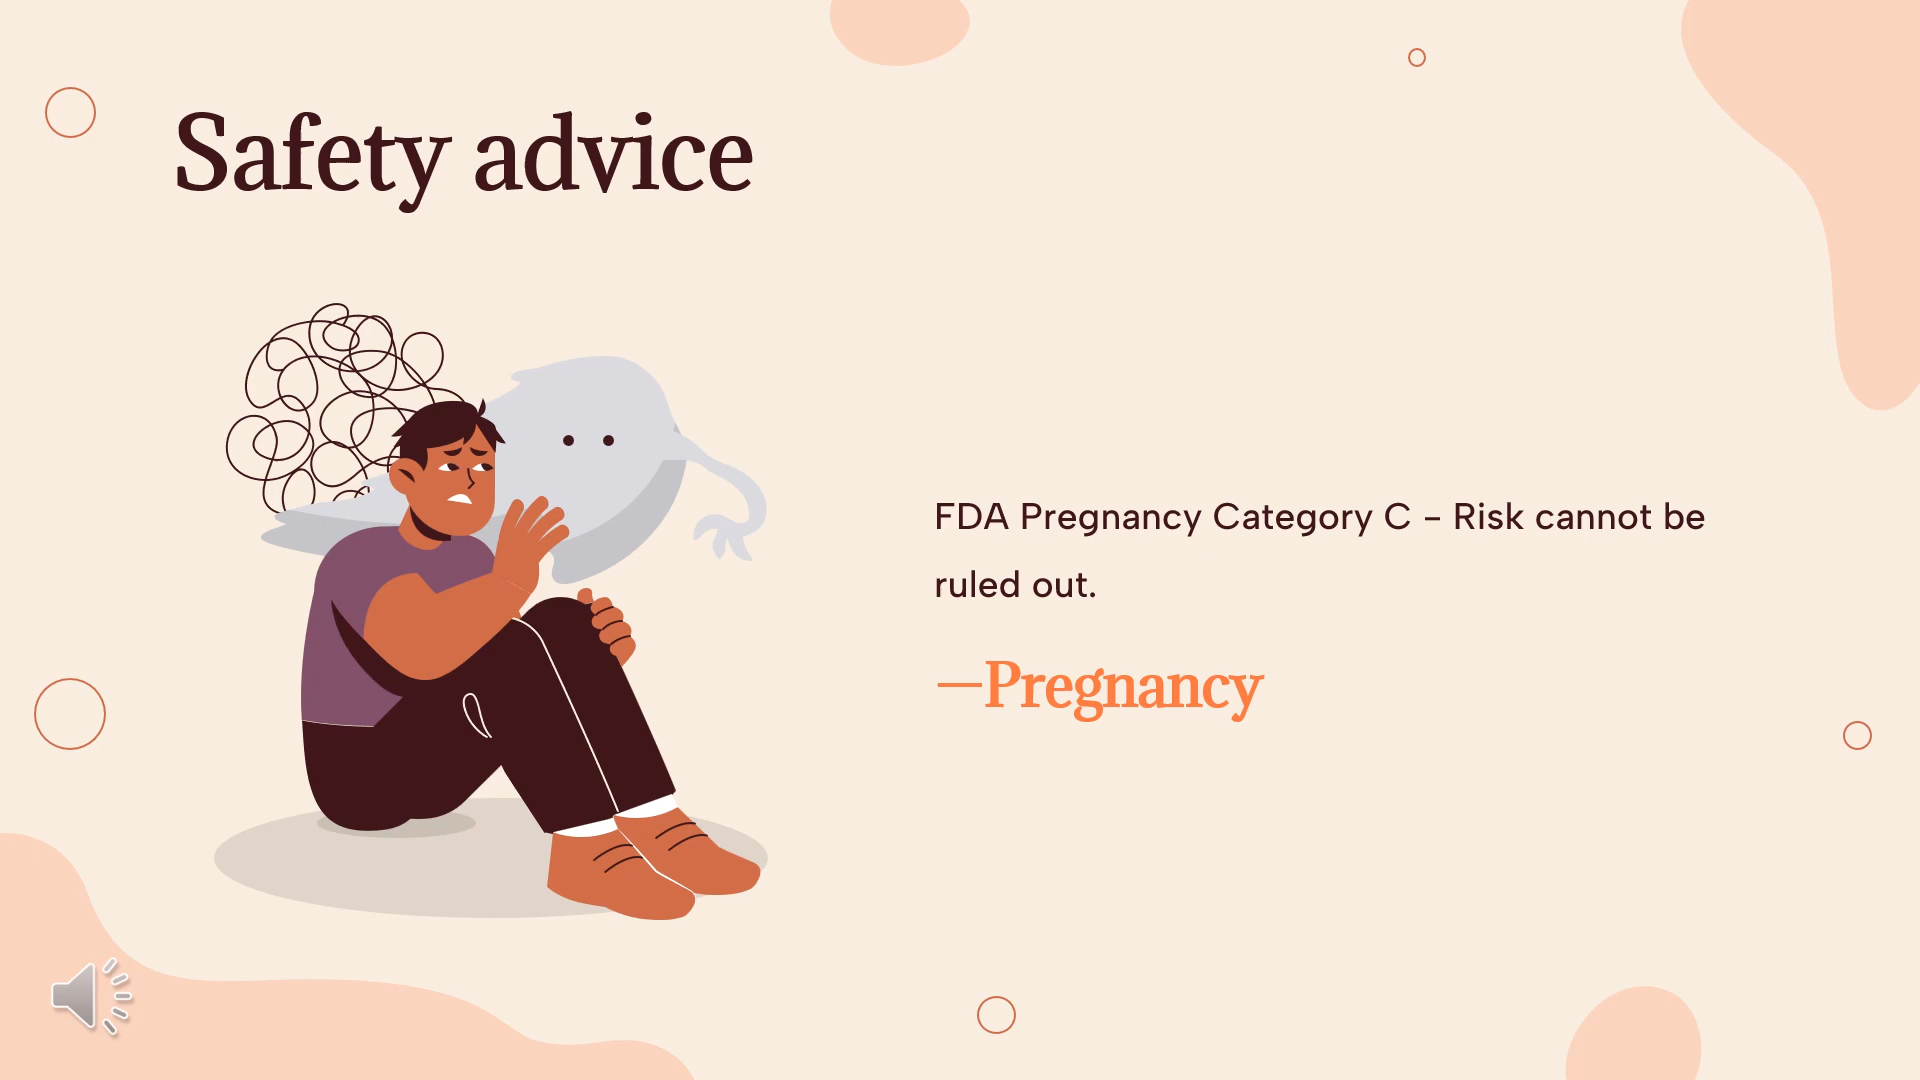 Safety advice
FDA Pregnancy Category C – Risk cannot be
ruled out.
—Pregnancy